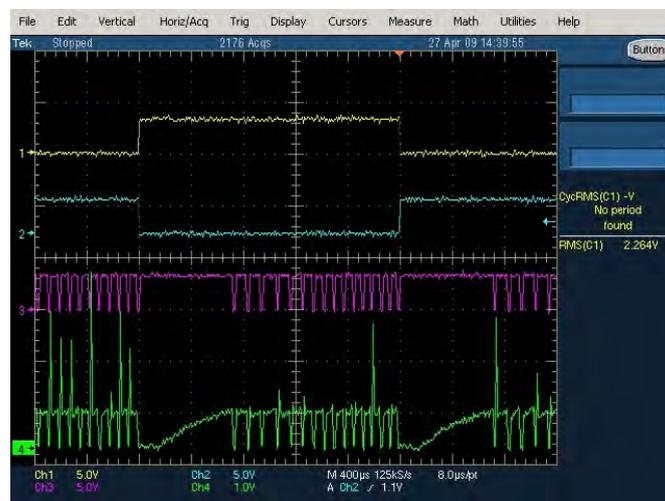 File Edit Vertical Horiz/Acq Trig Display Cursors Measure Math Utilities Help
Tek Stopped 2176 Acqs 27 Apr 09 14:39:55
Button
1
CycRMS(C1) -V
No period
found
2
RMS(C1) 2.264V
3
4
Ch1 5.0V Ch2 5.0V M 400µs 125kS/s 8.0µs/pt
Ch3 5.0V Ch4 1.0V A Ch2 ∕ 1.1V